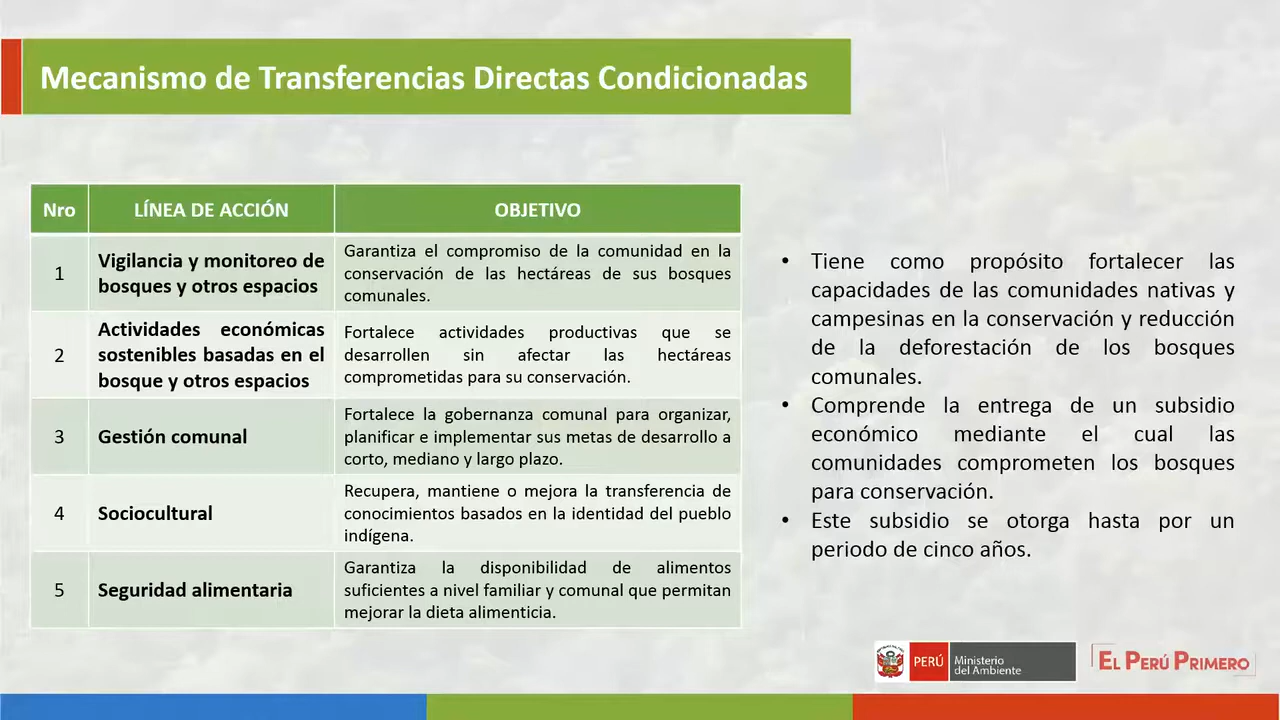 Mecanismo de Transferencias Directas Condicionadas
Nro
LÍNEA DE ACCIÓN
OBJETIVO
1
Vigilancia y monitoreo de
bosques y otros espacios
Garantiza el compromiso de la comunidad en la
conservación de las hectáreas de sus bosques
comunales.
2
Actividades económicas
sostenibles basadas en el
bosque y otros espacios
Fortalece actividades productivas que se
desarrollen sin afectar las hectáreas
comprometidas para su conservación.
3
Gestión comunal
Fortalece la gobernanza comunal para organizar,
planificar e implementar sus metas de desarrollo a
corto, mediano y largo plazo.
4
Sociocultural
Recupera, mantiene o mejora la transferencia de
conocimientos basados en la identidad del pueblo
indígena.
5
Seguridad alimentaria
Garantiza la disponibilidad de alimentos
suficientes a nivel familiar y comunal que permitan
mejorar la dieta alimenticia.
• Tiene como propósito fortalecer las
capacidades de las comunidades nativas y
campesinas en la conservación y reducción
de la deforestación de los bosques
comunales.
• Comprende la entrega de un subsidio
económico mediante el cual las
comunidades comprometen los bosques
para conservación.
• Este subsidio se otorga hasta por un
periodo de cinco años.
PERÚ
Ministerio
del Ambiente
EL PERÚ PRIMERO